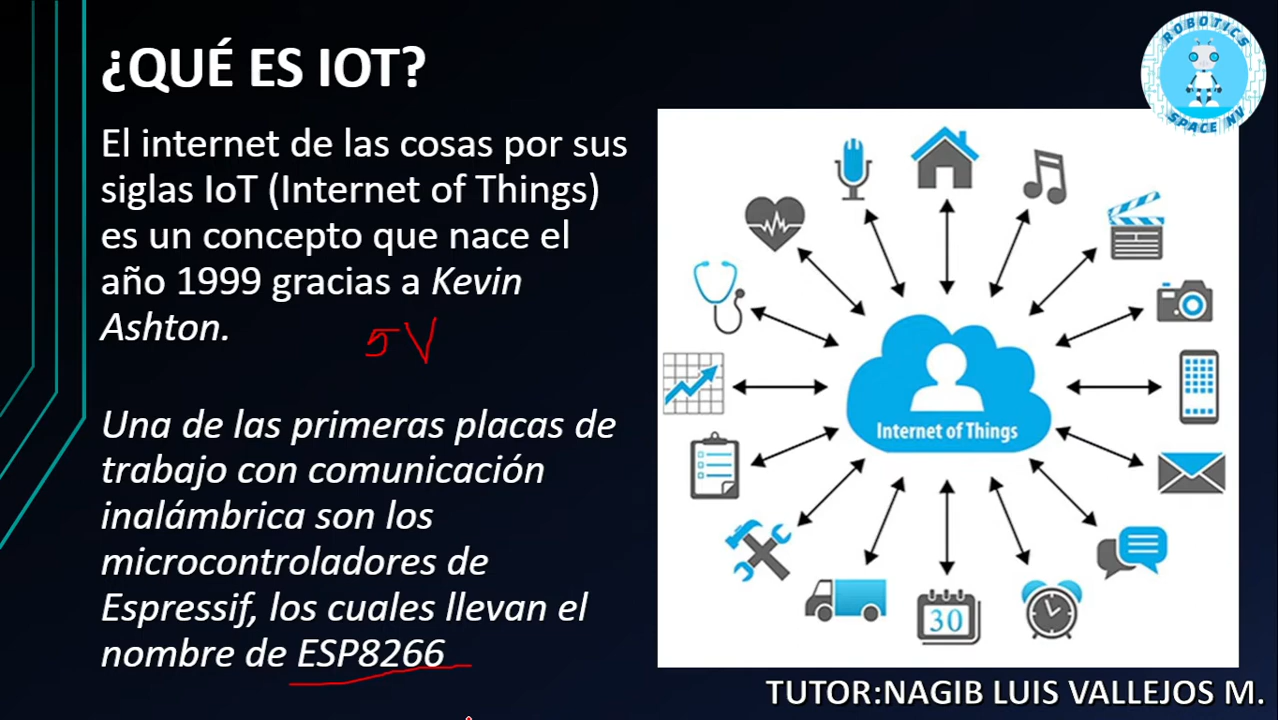 ¿QUÉ ES IOT?
El internet de las cosas por sus
siglas IoT (Internet of Things)
es un concepto que nace el
año 1999 gracias a Kevin
Ashton.
5V
Una de las primeras placas de
trabajo con comunicación
inalámbrica son los
microcontroladores de
Espressif, los cuales llevan el
nombre de ESP8266
ROBOTICS
SPACE NV
Internet of Things
30
TUTOR:NAGIB LUIS VALLEJOS M.